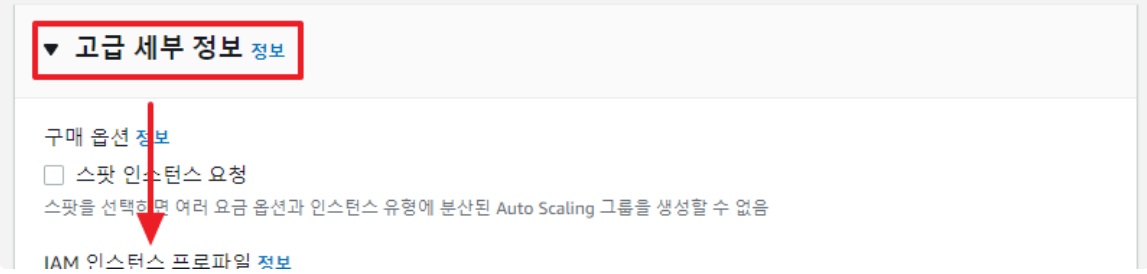 고급 세부 정보 정보
구매 옵션 정보
스팟 인스턴스 요청
스팟을 선택하면 여러 요금 옵션과 인스턴스 유형에 분산된 Auto Scaling 그룹을 생성할 수 없음
IAM 인스턴스 프로파일 정보